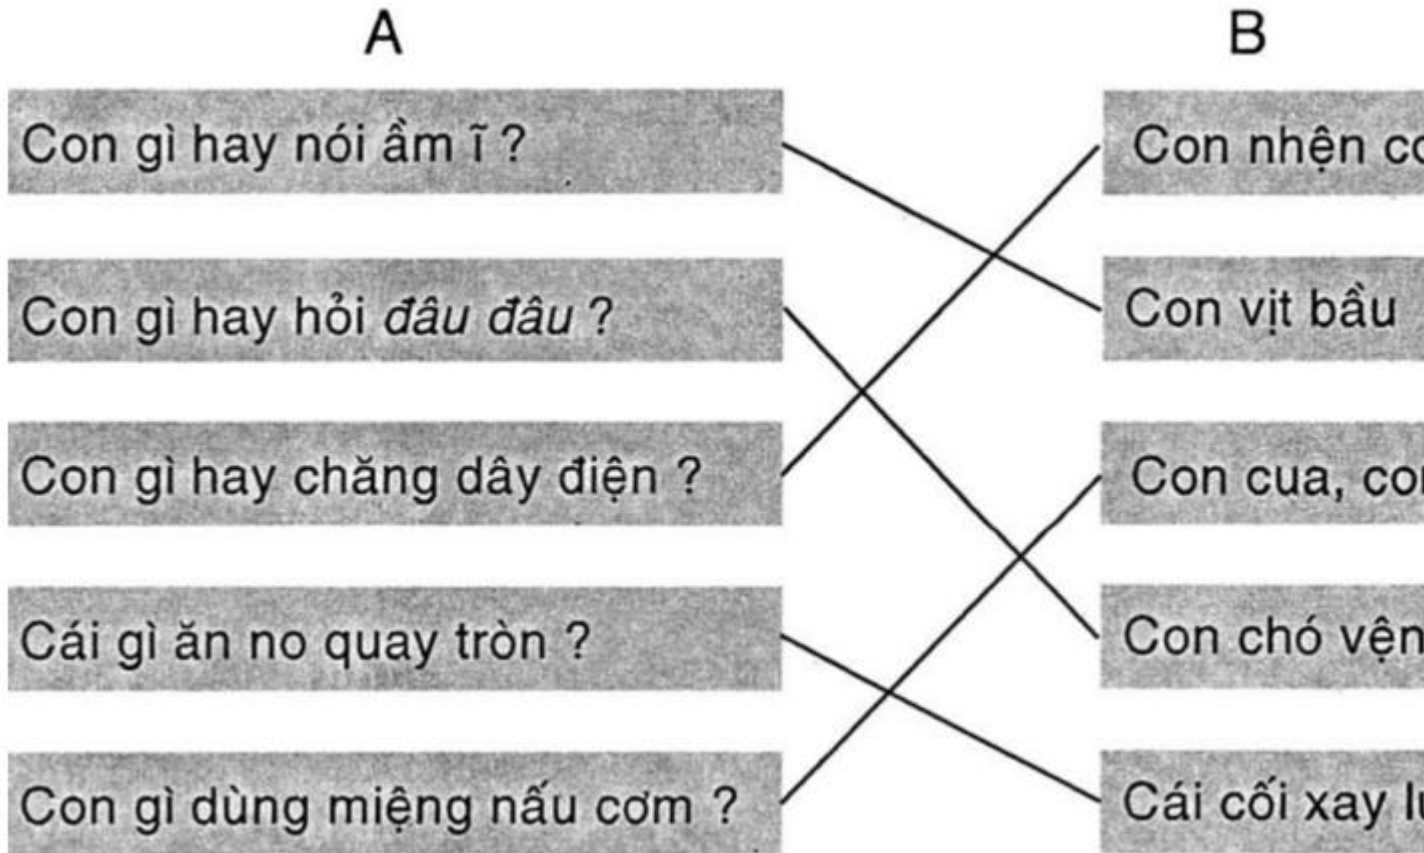 A
B
Con gì hay nói ầm ĩ ?
Con nhện
Con gì hay hỏi đâu đâu ?
Con vịt bầu
Con gì hay chăng dây điện ?
Con cua,
Cái gì ăn no quay tròn ?
Con chó vện
Con gì dùng miệng nấu cơm ?
Cái cối xay